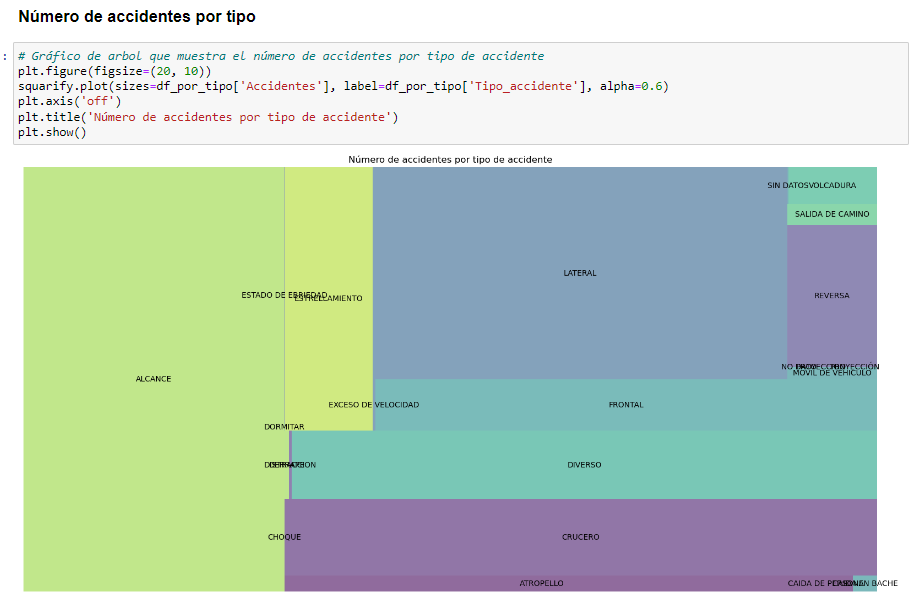 Número de accidentes por tipo
: # Gráfico de arbol que muestra el número de accidentes por tipo de accidente
plt.figure(figsize=(20, 10))
squarify.plot(sizes=df_por_tipo['Accidentes'], label=df_por_tipo['Tipo_accidente'], alpha=0.6)
plt.axis('off')
plt.title('Número de accidentes por tipo de accidente')
plt.show()
Número de accidentes por tipo de accidente
SIN DATOS
VOLCADURA
SALIDA DE CAMINO
LATERAL
ESTADO DE EBRIEDAD
ESTRELLAMIENTO
REVERSA
NO
MOVIL DE VEHICULO
ALCANCE
EXCESO DE VELOCIDAD
FRONTAL
DORMITAR
DIVERSO
CHOQUE
CRUCERO
ATROPELLO
CAIDA DE
BACHE